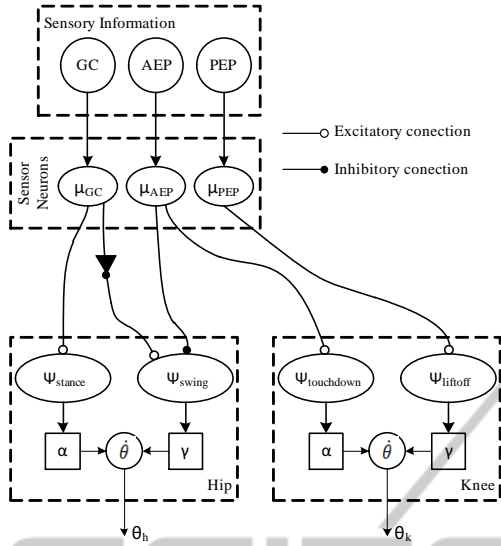 Sensory Information
GC AEP PEP
Excitatory conection
Inhibitory conection
Sensor
Neurons
μGC μAEP μPEP
Ψstance Ψswing Ψtouchdown Ψliftoff
α θ̇ γ α θ̇ γ
Hip Knee
θh θk